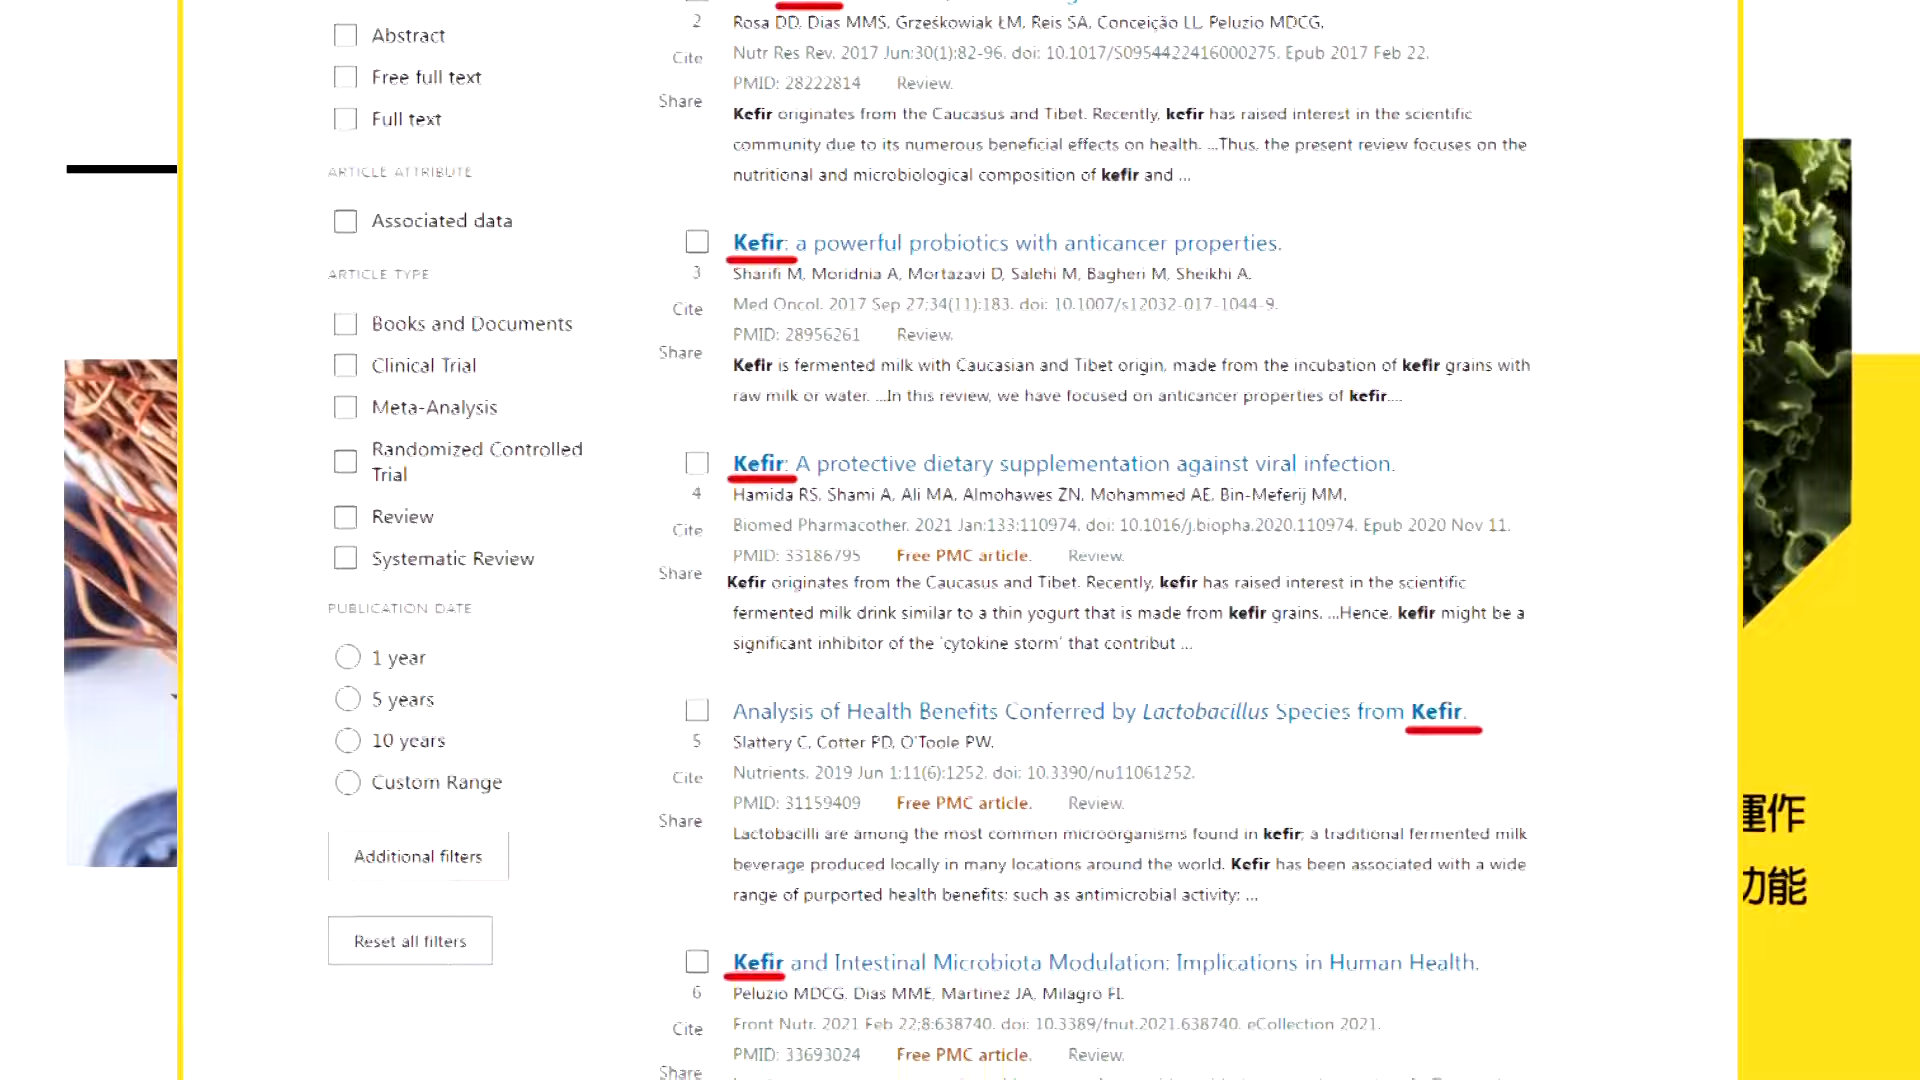 Abstract
Free full text
Full text
ARTICLE ATTRIBUTE
Associated data
ARTICLE TYPE
Books and Documents
Clinical Trial
Meta-Analysis
Randomized Controlled
Trial
Review
Systematic Review
PUBLICATION DATE
1 year
5 years
10 years
Custom Range
Additional filters
Reset all filters
2
Cite
Share
Rosa DD, Dias MMS, Grześkowiak ŁM, Reis SA, Conceição LL, Peluzio MDCG.
Nutr Res Rev. 2017 Jun;30(1):82-96. doi: 10.1017/S0954422416000275. Epub 2017 Feb 22.
PMID: 28222814 Review.
Kefir originates from the Caucasus and Tibet. Recently, kefir has raised interest in the scientific
community due to its numerous beneficial effects on health. ...Thus, the present review focuses on the
nutritional and microbiological composition of kefir and ...
3
Cite
Share
Kefir: a powerful probiotics with anticancer properties.
Sharifi M, Moridnia A, Mortazavi D, Salehi M, Bagheri M, Sheikhi A.
Med Oncol. 2017 Sep 27;34(11):183. doi: 10.1007/s12032-017-1044-9.
PMID: 28956261 Review.
Kefir is fermented milk with Caucasian and Tibet origin, made from the incubation of kefir grains with
raw milk or water. ...In this review, we have focused on anticancer properties of kefir....
4
Cite
Share
Kefir: A protective dietary supplementation against viral infection.
Hamida RS, Shami A, Ali MA, Almohawes ZN, Mohammed AE, Bin-Meferij MM.
Biomed Pharmacother. 2021 Jan;133:110974. doi: 10.1016/j.biopha.2020.110974. Epub 2020 Nov 11.
PMID: 33186795 Free PMC article. Review.
Kefir originates from the Caucasus and Tibet. Recently, kefir has raised interest in the scientific
fermented milk drink similar to a thin yogurt that is made from kefir grains. ...Hence, kefir might be a
significant inhibitor of the 'cytokine storm' that contribut ...
5
Cite
Share
Analysis of Health Benefits Conferred by Lactobacillus Species from Kefir.
Slattery C, Cotter PD, O'Toole PW.
Nutrients. 2019 Jun 1;11(6):1252. doi: 10.3390/nu11061252.
PMID: 31159409 Free PMC article. Review.
Lactobacilli are among the most common microorganisms found in kefir; a traditional fermented milk
beverage produced locally in many locations around the world. Kefir has been associated with a wide
range of purported health benefits; such as antimicrobial activity; ...
6
Cite
Share
Kefir and Intestinal Microbiota Modulation: Implications in Human Health.
Peluzio MDCG, Dias MME, Martinez JA, Milagro FI.
Front Nutr. 2021 Feb 22;8:638740. doi: 10.3389/fnut.2021.638740. eCollection 2021.
PMID: 33693024 Free PMC article. Review.
運作
功能